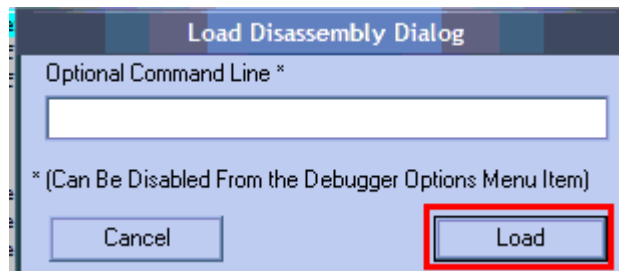 Load Disassembly Dialog
Optional Command Line *
* (Can Be Disabled From the Debugger Options Menu Item)
Cancel Load